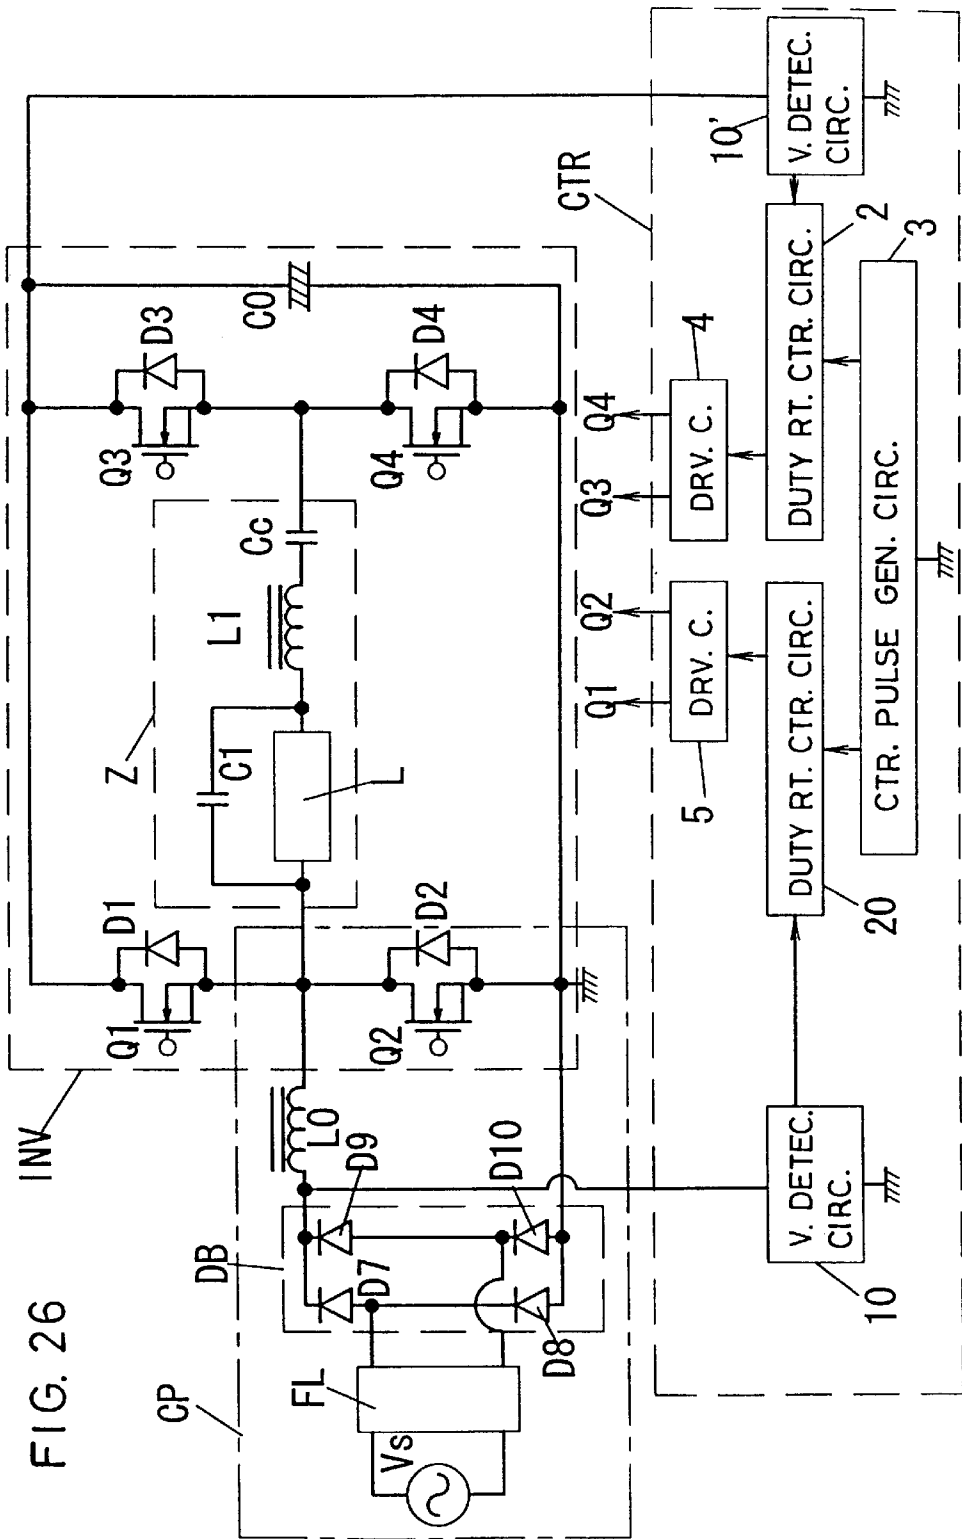 FIG. 26
INV
CP
Vs
FL
DB
D7
D8
D9
D10
L0
Q1
D1
Q2
D2
Z
C1
L
L1
Cc
Q3
D3
Q4
D4
C0
CTR
Q1
Q2
Q3
Q4
5
DRV. C.
4
DRV. C.
10
V. DETEC.
CIRC.
20
DUTY RT. CTR. CIRC.
2
DUTY RT. CTR. CIRC.
10'
V. DETEC.
CIRC.
3
CTR. PULSE GEN. CIRC.